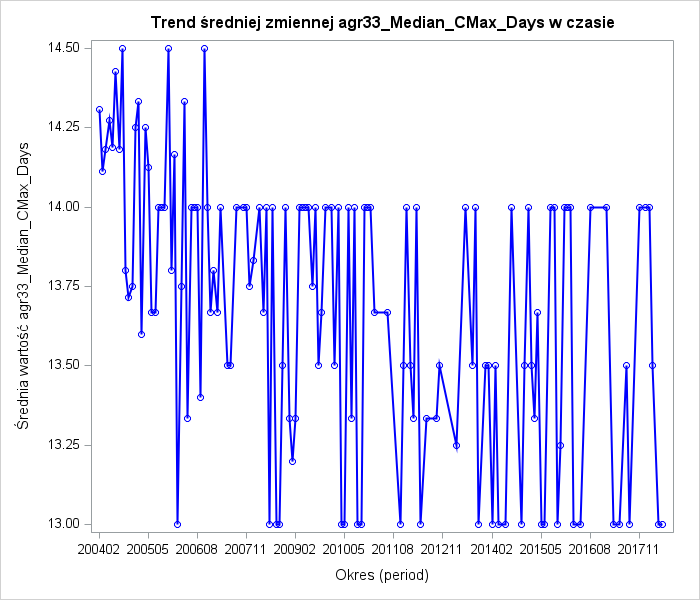 Trend średniej zmiennej agr33_Median_CMax_Days w czasie
14.50
14.25
14.00
13.75
13.50
13.25
13.00
Średnia wartość agr33_Median_CMax_Days
200402 200505 200608 200711 200902 201005 201108 201211 201402 201505 201608 201711
Okres (period)